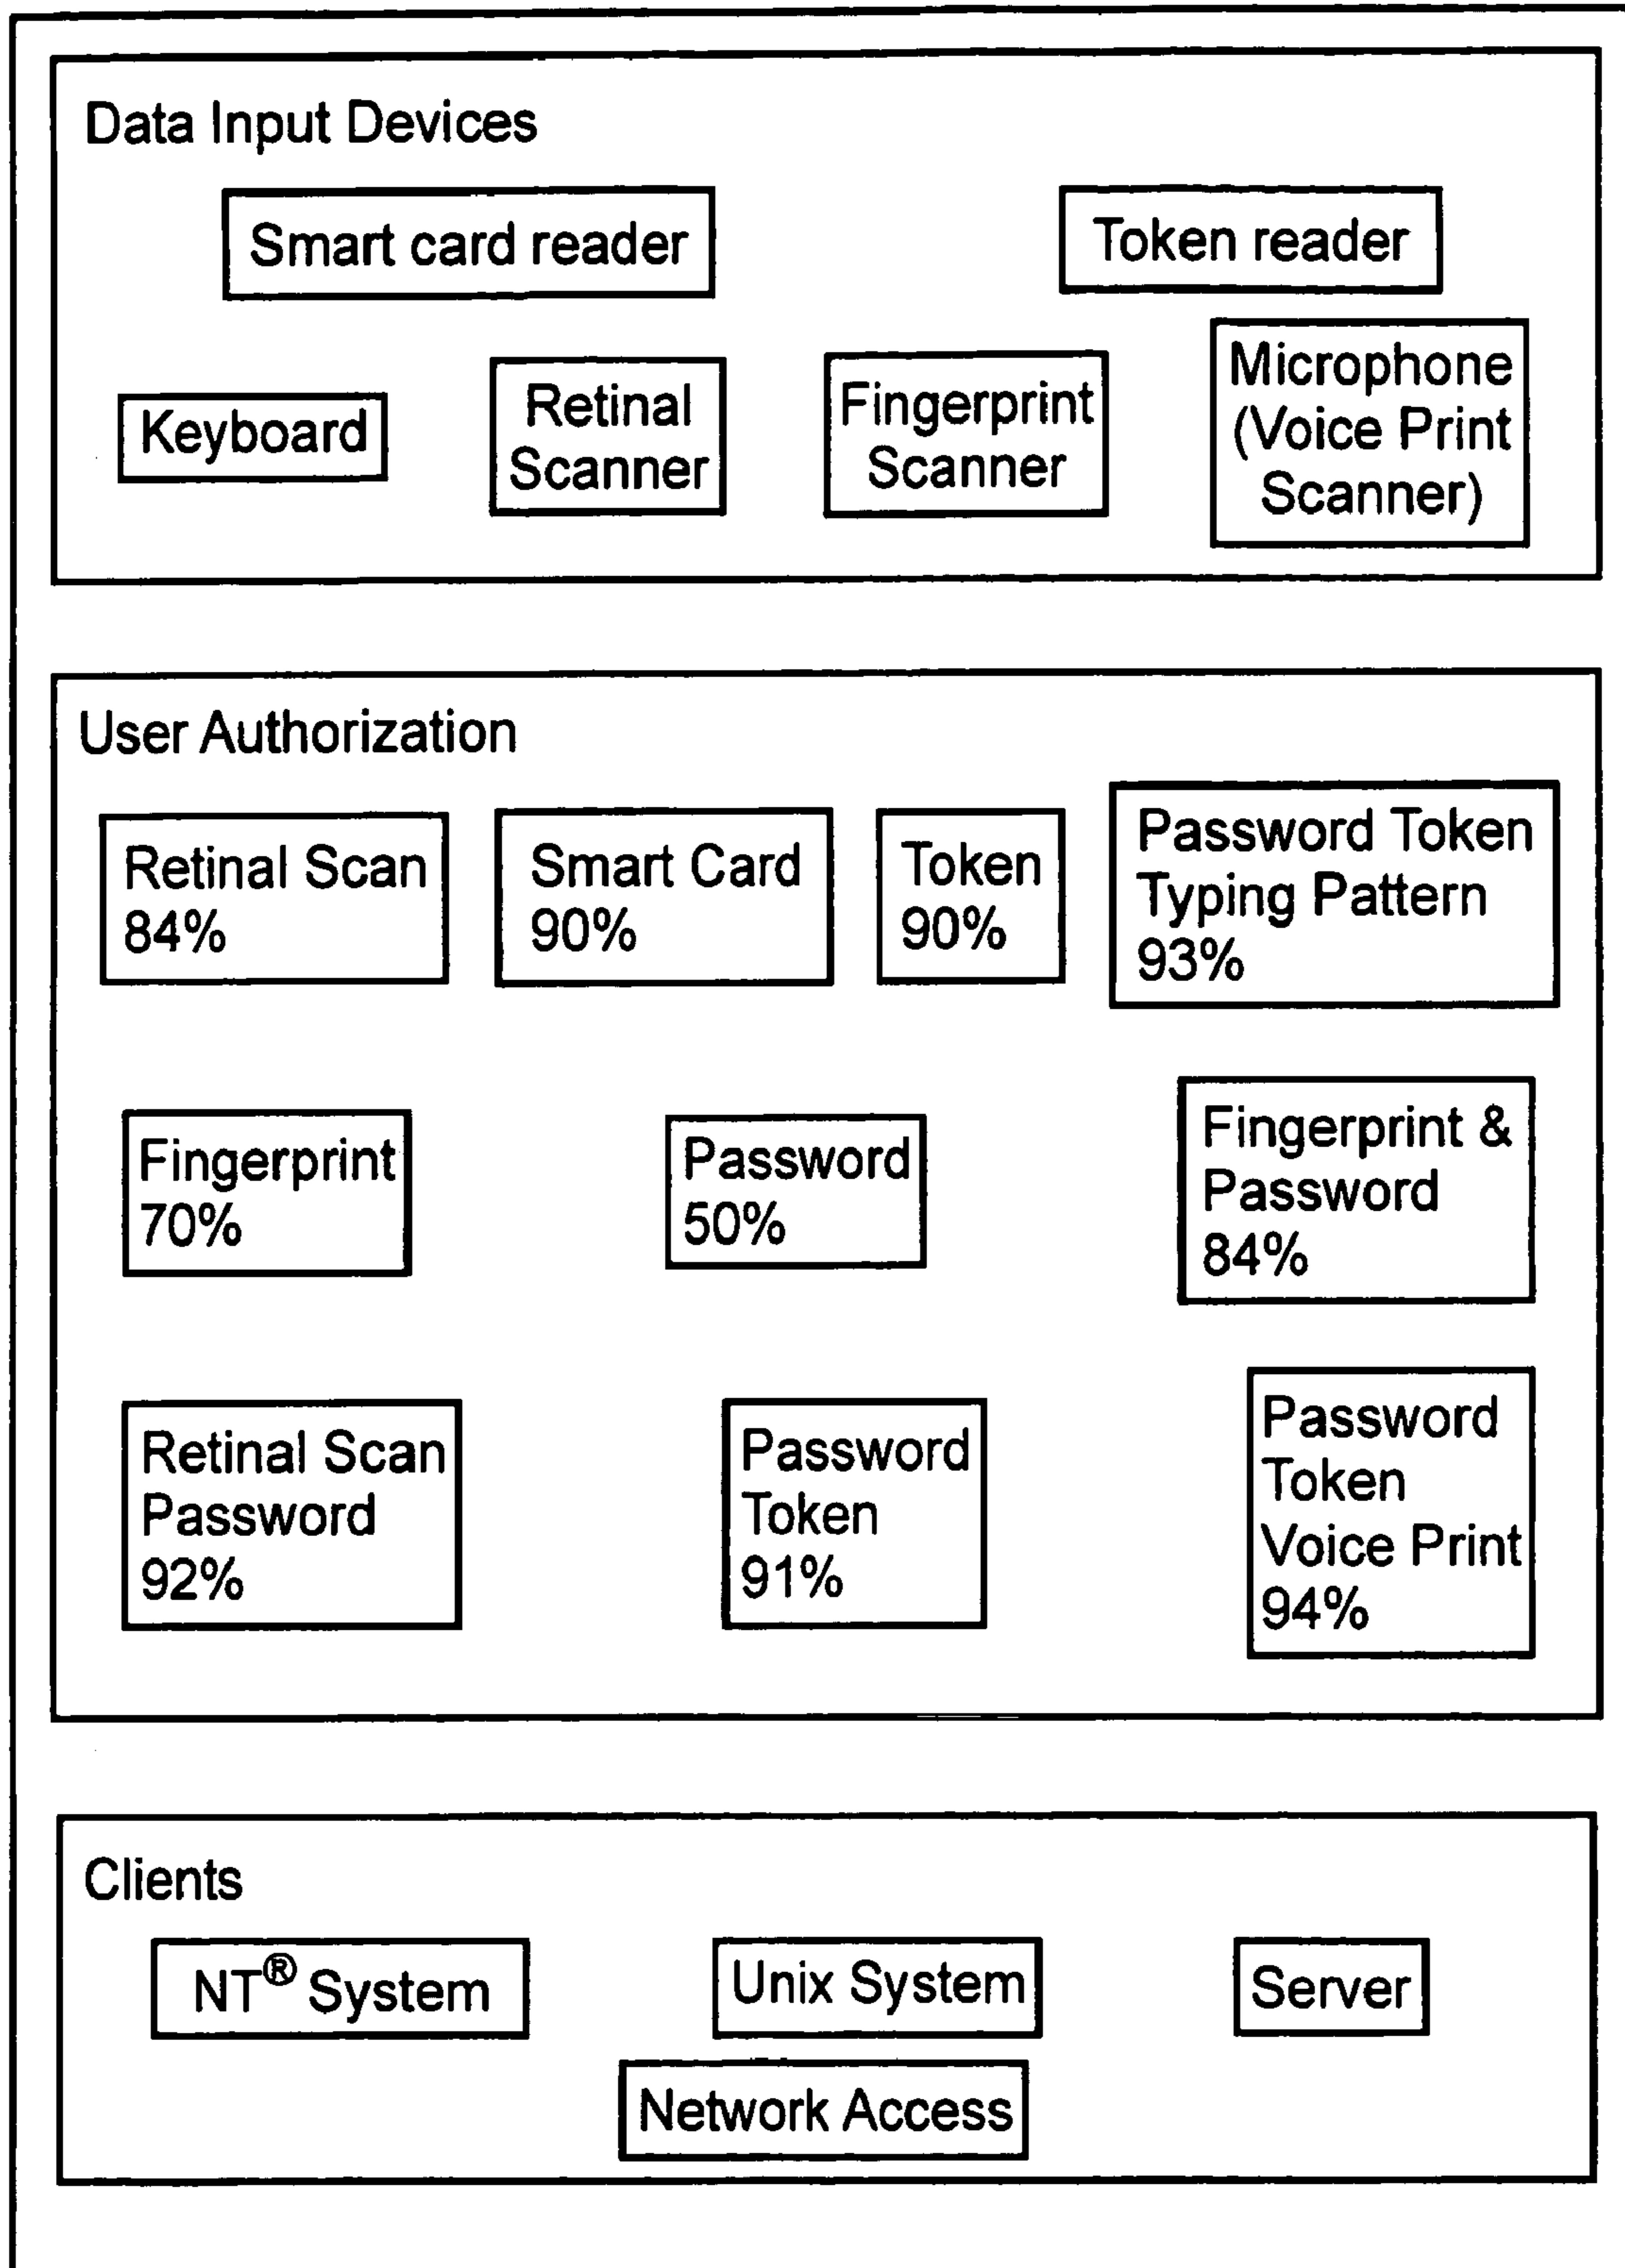 Data Input Devices
Smart card reader
Token reader
Keyboard
Retinal
Scanner
Fingerprint
Scanner
Microphone
(Voice Print
Scanner)
User Authorization
Retinal Scan
84%
Smart Card
90%
Token
90%
Password Token
Typing Pattern
93%
Fingerprint
70%
Password
50%
Fingerprint &
Password
84%
Retinal Scan
Password
92%
Password
Token
91%
Password
Token
Voice Print
94%
Clients
NT® System
Unix System
Server
Network Access